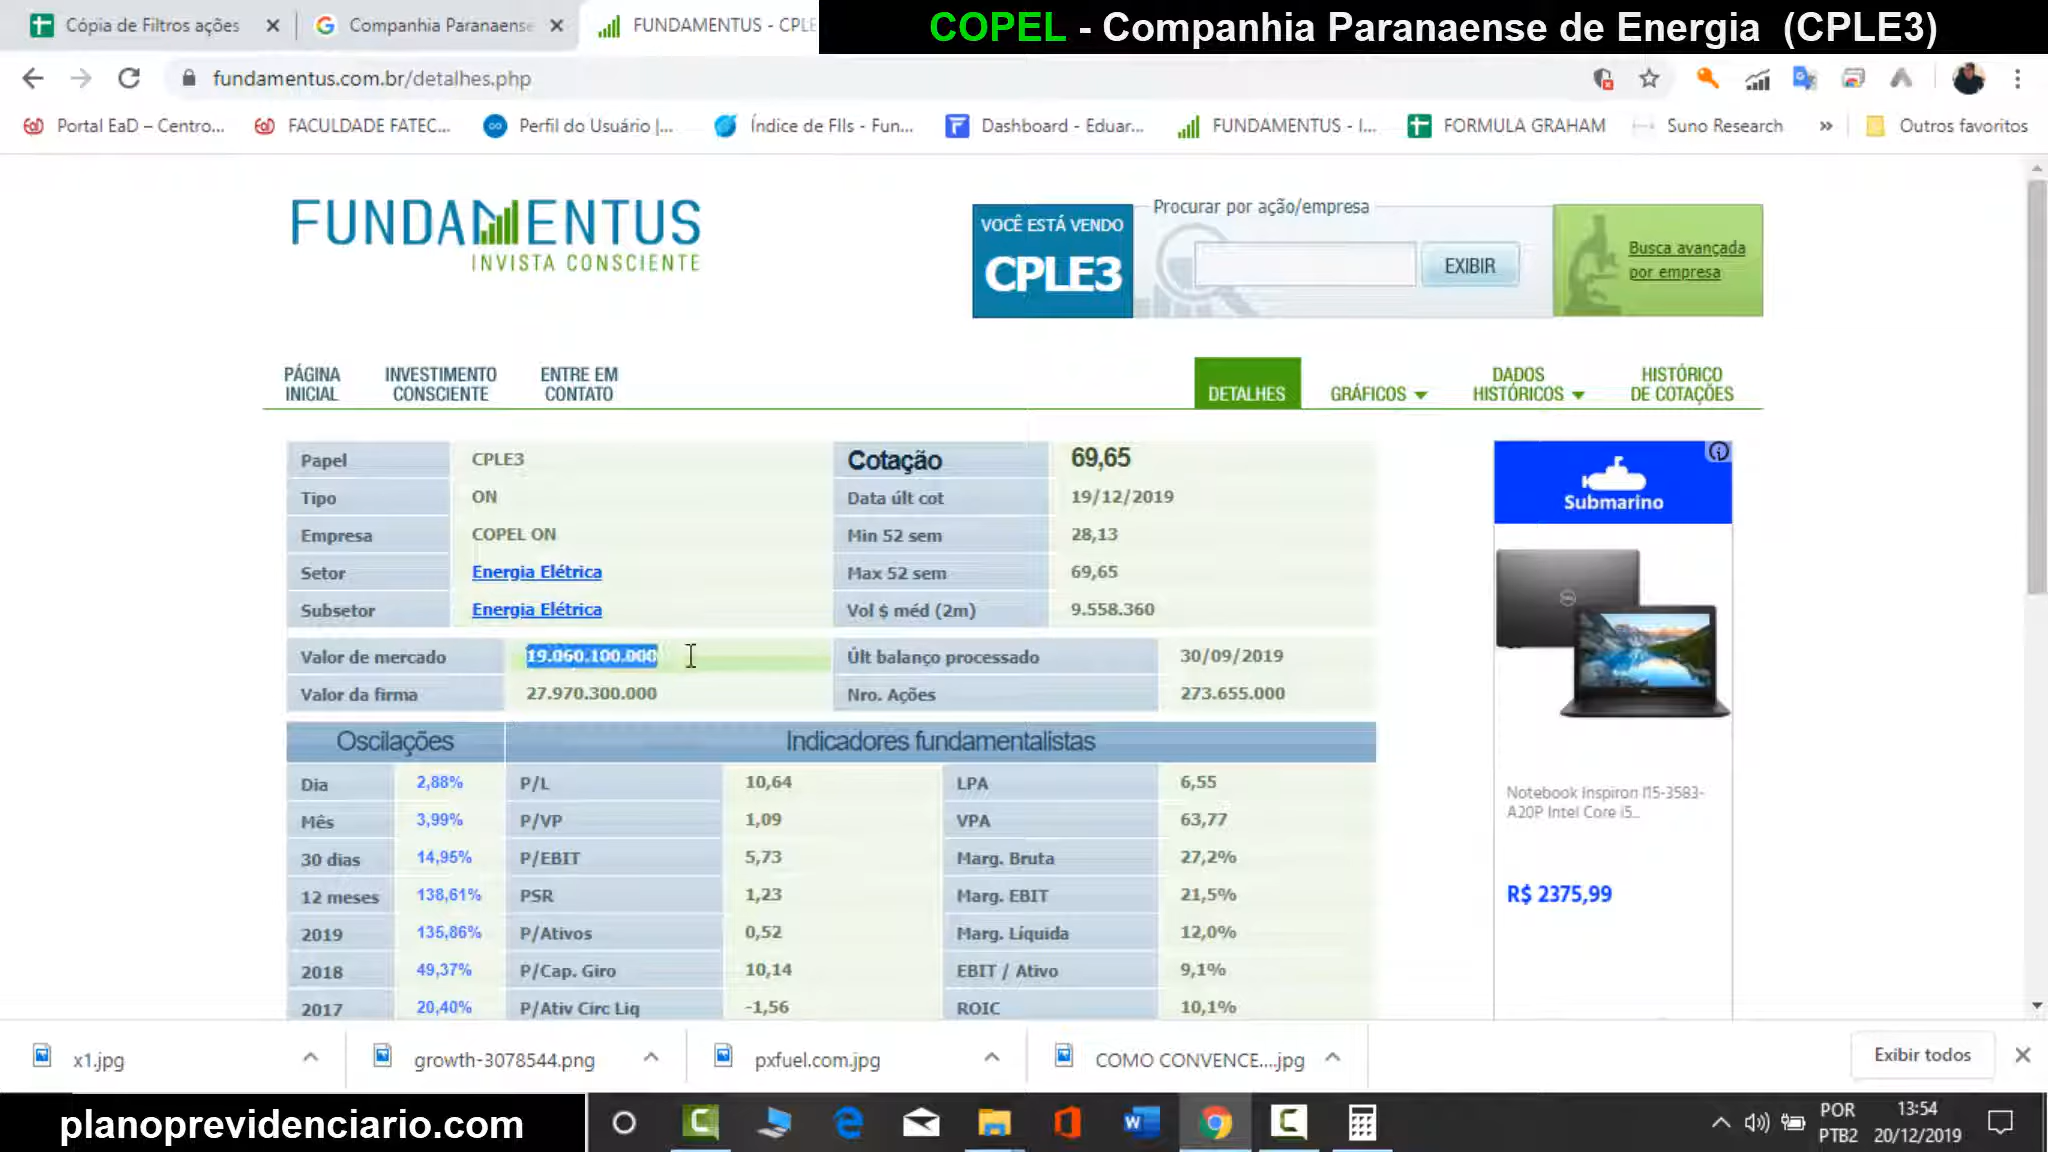 Cópia de Filtros ações
Companhia Paranaense
FUNDAMENTUS - CPLE
COPEL - Companhia Paranaense de Energia (CPLE3)
fundamentus.com.br/detalhes.php
Portal EaD – Centro...
FACULDADE FATEC...
Perfil do Usuário |...
Índice de FIIs - Fun...
Dashboard - Eduar...
FUNDAMENTUS - I...
FORMULA GRAHAM
Suno Research
»
Outros favoritos
FUNDAMENTUS
INVISTA CONSCIENTE
VOCÊ ESTÁ VENDO
CPLE3
Procurar por ação/empresa
EXIBIR
Busca avançada
por empresa
PÁGINA
INICIAL
INVESTIMENTO
CONSCIENTE
ENTRE EM
CONTATO
DETALHES
GRÁFICOS
DADOS
HISTÓRICOS
HISTÓRICO
DE COTAÇÕES
Papel CPLE3 Cotação 69,65
Tipo ON Data últ cot 19/12/2019
Empresa COPEL ON Min 52 sem 28,13
Setor Energia Elétrica Max 52 sem 69,65
Subsetor Energia Elétrica Vol $ méd (2m) 9.558.360
Valor de mercado 19.060.100.000 Últ balanço processado 30/09/2019
Valor da firma 27.970.300.000 Nro. Ações 273.655.000
Oscilações Indicadores fundamentalistas
Dia 2,88% P/L 10,64 LPA 6,55
Mês 3,99% P/VP 1,09 VPA 63,77
30 dias 14,95% P/EBIT 5,73 Marg. Bruta 27,2%
12 meses 138,61% PSR 1,23 Marg. EBIT 21,5%
2019 135,86% P/Ativos 0,52 Marg. Líquida 12,0%
2018 49,37% P/Cap. Giro 10,14 EBIT / Ativo 9,1%
2017 20,40% P/Ativ Circ Liq -1,56 ROIC 10,1%
Submarino
DELL
Notebook Inspiron I15-3583-
A20P Intel Core i5...
R$ 2375,99
x1.jpg
growth-3078544.png
pxfuel.com.jpg
COMO CONVENCE....jpg
Exibir todos
planoprevidenciario.com
POR
PTB2
13:54
20/12/2019